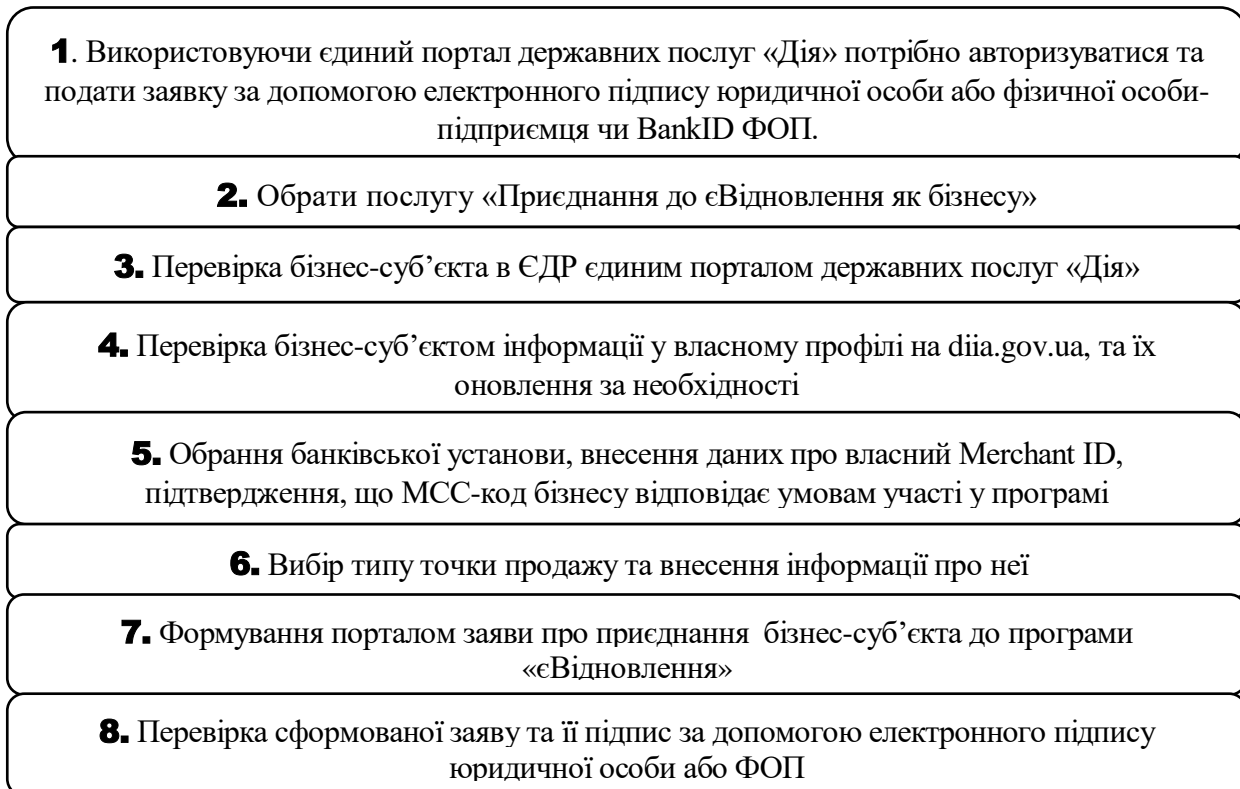 1. Використовуючи єдиний портал державних послуг «Дія» потрібно авторизуватися та
подати заявку за допомогою електронного підпису юридичної особи або фізичної особи-
підприємця чи BankID ФОП.
2. Обрати послугу «Приєднання до єВідновлення як бізнесу»
3. Перевірка бізнес-суб’єкта в ЄДР єдиним порталом державних послуг «Дія»
4. Перевірка бізнес-суб’єктом інформації у власному профілі на diia.gov.ua, та їх
оновлення за необхідності
5. Обрання банківської установи, внесення даних про власний Merchant ID,
підтвердження, що МСС-код бізнесу відповідає умовам участі у програмі
6. Вибір типу точки продажу та внесення інформації про неї
7. Формування порталом заяви про приєднання бізнес-суб’єкта до програми
«єВідновлення»
8. Перевірка сформованої заяву та її підпис за допомогою електронного підпису
юридичної особи або ФОП